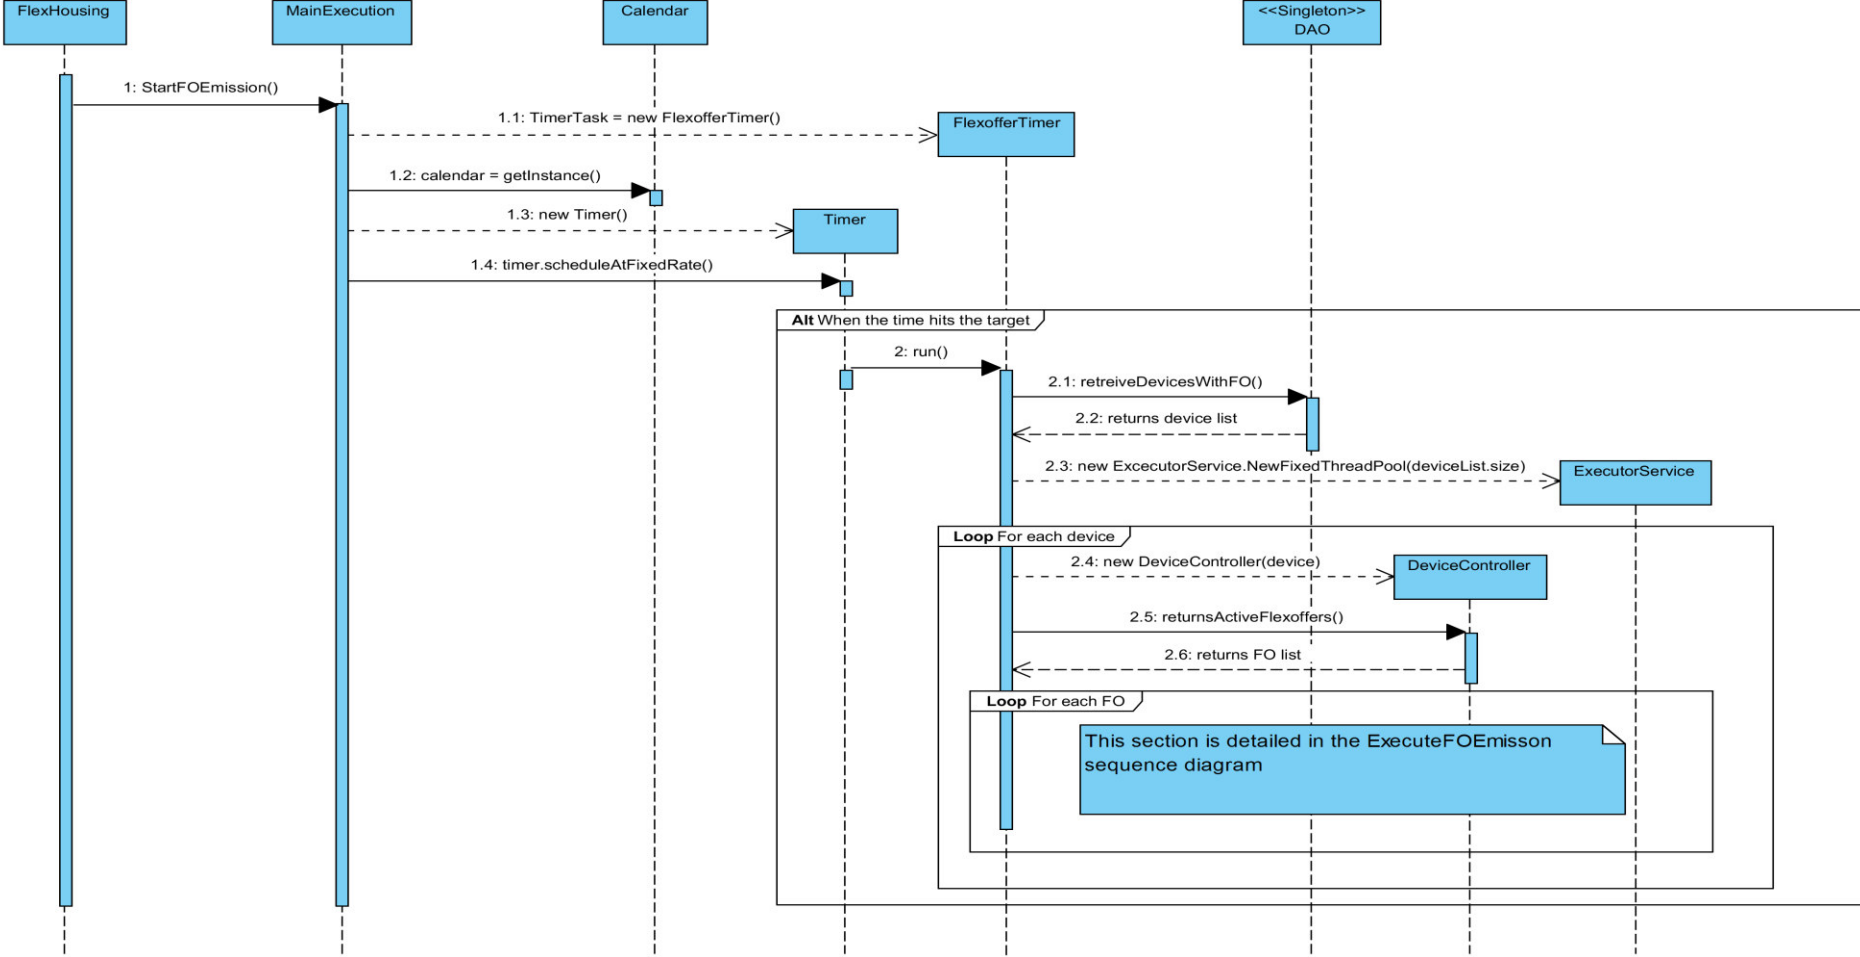 FlexHousing
MainExecution
Calendar
<<Singleton>>
DAO
1: StartFOEmission()
1.1: TimerTask = new FlexofferTimer()
FlexofferTimer
1.2: calendar = getInstance()
1.3: new Timer()
Timer
1.4: timer.scheduleAtFixedRate()
Alt When the time hits the target
2: run()
2.1: retreiveDevicesWithFO()
2.2: returns device list
2.3: new ExcecutorService.NewFixedThreadPool(deviceList.size)
ExecutorService
Loop For each device
2.4: new DeviceController(device)
DeviceController
2.5: returnsActiveFlexoffers()
2.6: returns FO list
Loop For each FO
This section is detailed in the ExecuteFOEmisson
sequence diagram